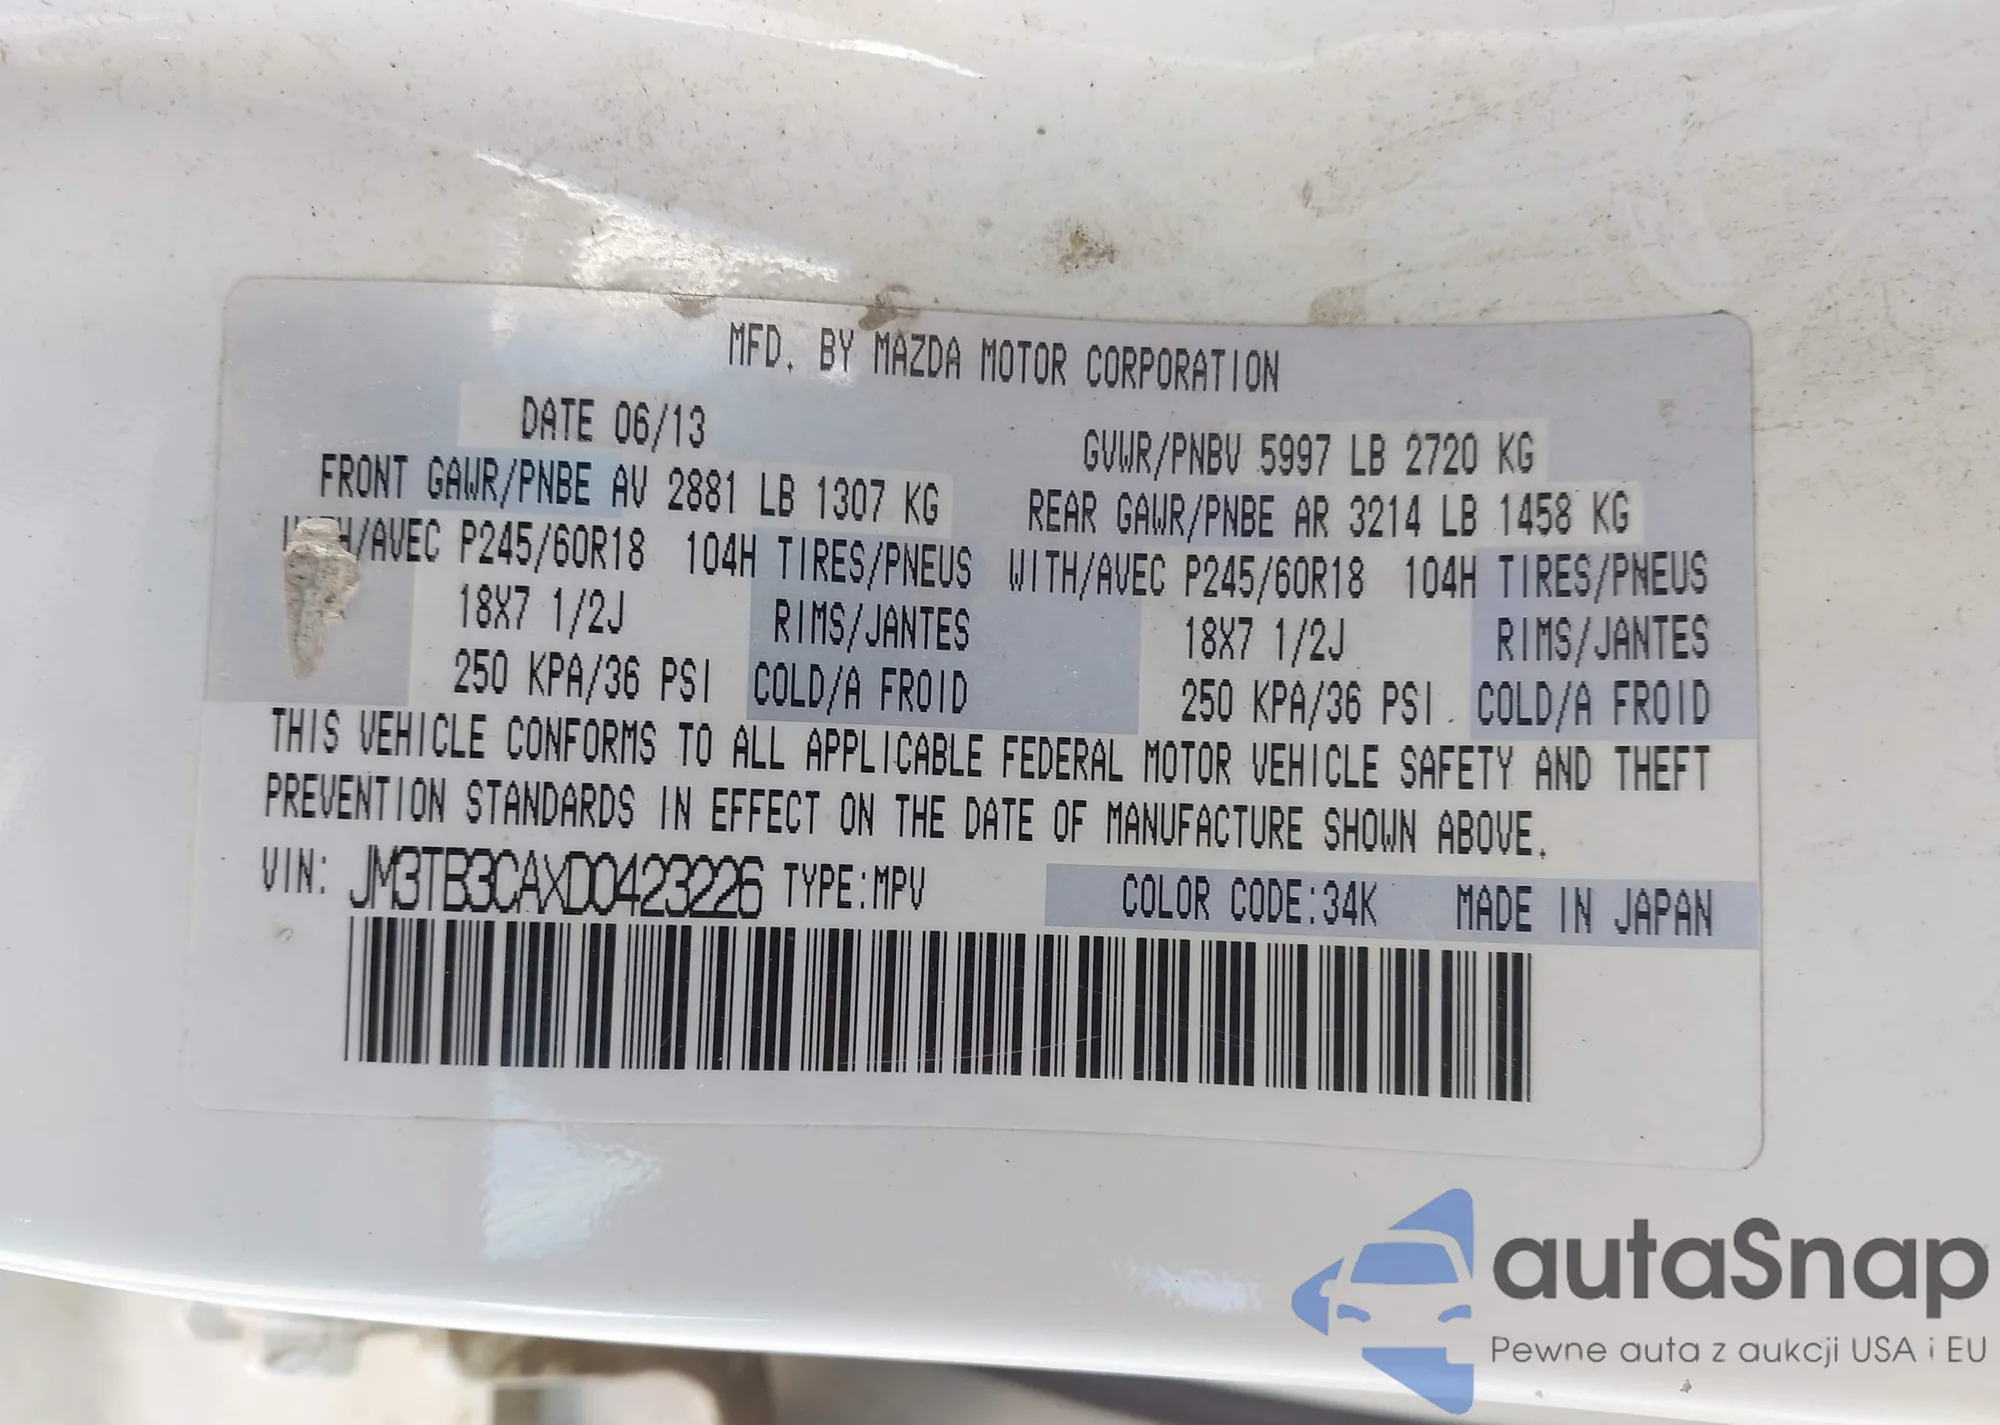 MFD. BY MAZDA MOTOR CORPORATION
DATE 06/13
GVWR/PNBV 5997 LB 2720 KG
FRONT GAWR/PNBE AV 2881 LB 1307 KG
REAR GAWR/PNBE AR 3214 LB 1458 KG
WITH/AVEC P245/60R18 104H TIRES/PNEUS WITH/AVEC P245/60R18 104H TIRES/PNEUS
18X7 1/2J RIMS/JANTES 18X7 1/2J RIMS/JANTES
250 KPA/36 PSI COLD/A FROID 250 KPA/36 PSI COLD/A FROID
THIS VEHICLE CONFORMS TO ALL APPLICABLE FEDERAL MOTOR VEHICLE SAFETY AND THEFT
PREVENTION STANDARDS IN EFFECT ON THE DATE OF MANUFACTURE SHOWN ABOVE.
VIN: JM3TB3CAXD0423226 TYPE:MPV COLOR CODE:34K MADE IN JAPAN
autaSnap
Pewne auta z aukcji USA i EU